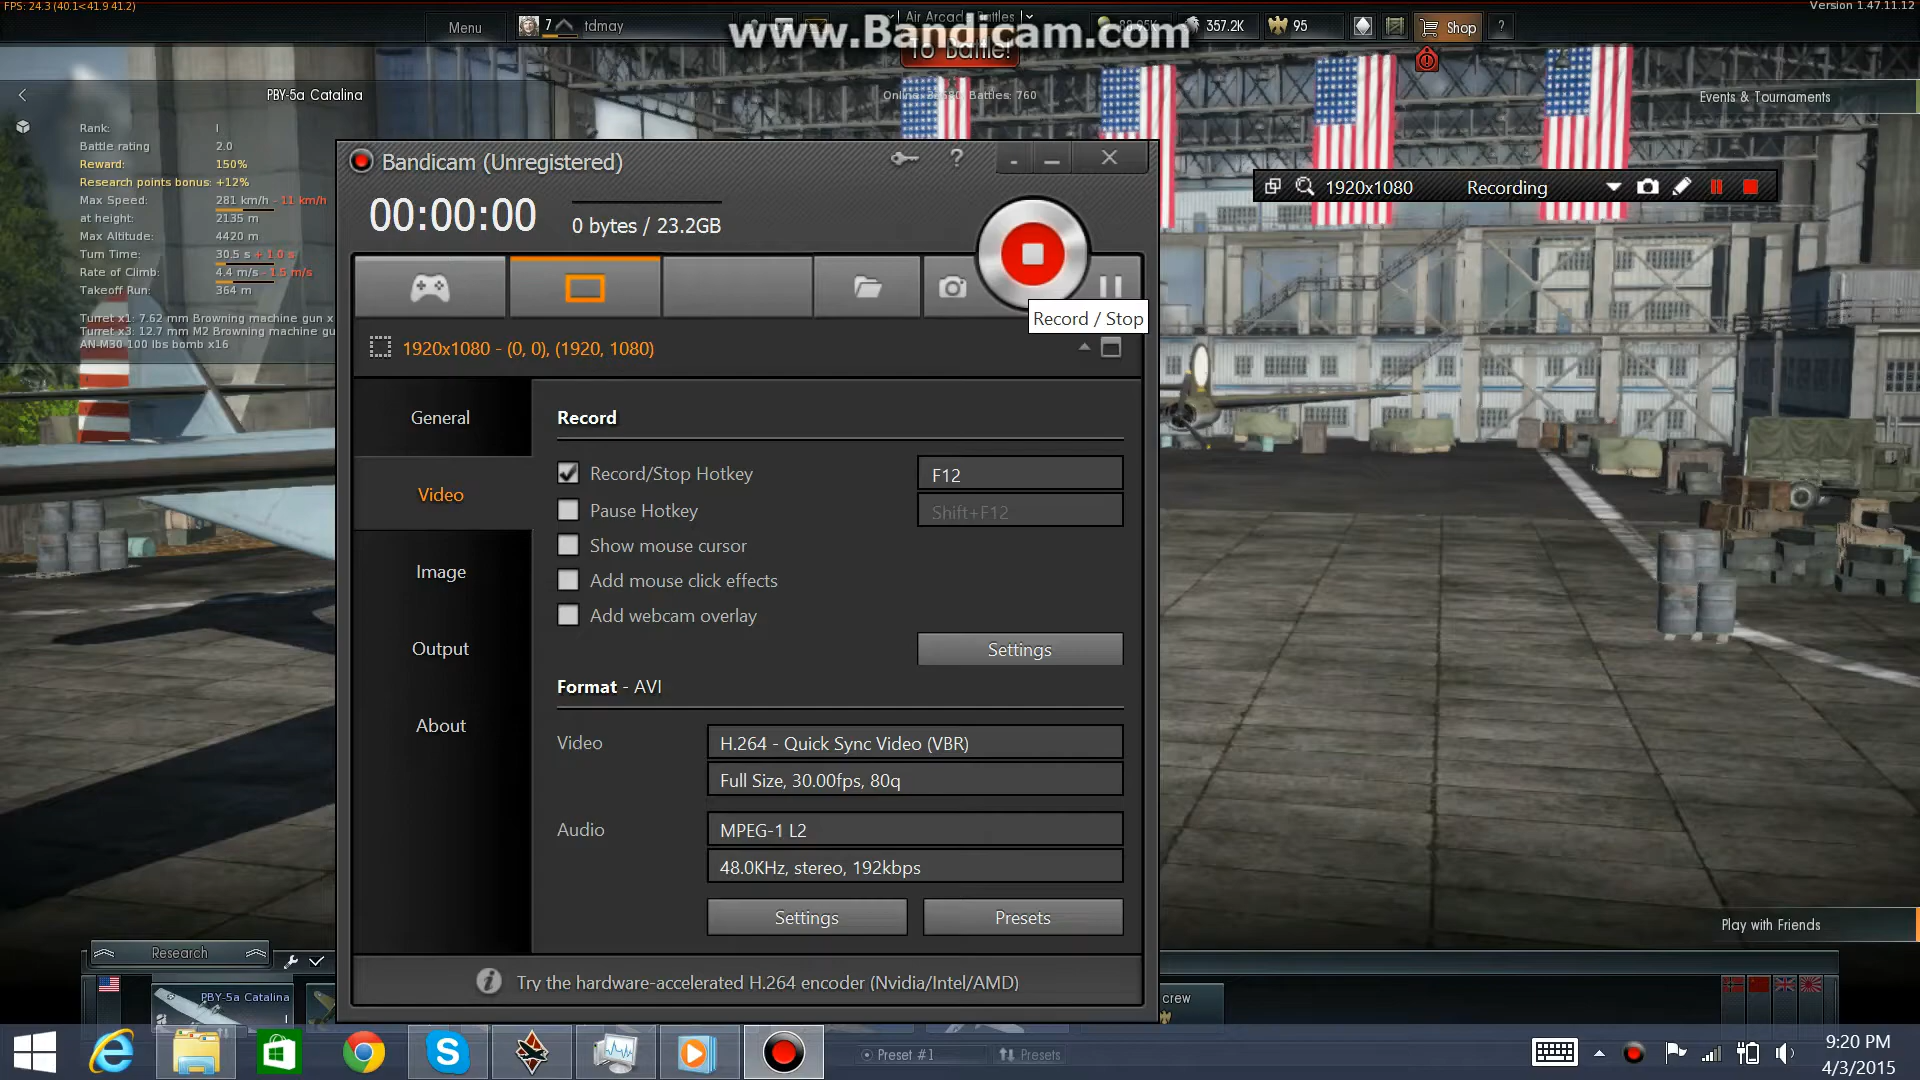 FPS: 24.3 (40.1<41.9 41.2)
Version 1.47.11.12
Menu
7
tdmay
Air Arcade Battles
www.Bandicam.com
357.2K
95
Shop
?
To Battle!
PBY-5a Catalina
Battles: 760
Events & Tournaments
Rank: I
Battle rating 2.0
Reward: 150%
Research points bonus: +12%
Max Speed: 281 km/h - 11 km/h
at height: 2135 m
Max Altitude: 4420 m
Turn Time: 30.5 s + 1.0 s
Rate of Climb: 4.4 m/s - 1.5 m/s
Takeoff Run: 364 m
Turret x1: 7.62 mm Browning machine gun x
Turret x3: 12.7 mm M2 Browning machine gu
AN-M30 100 lbs bomb x16
Bandicam (Unregistered)
?
1920x1080 Recording
00:00:00
0 bytes / 23.2GB
Record / Stop
1920x1080 - (0, 0), (1920, 1080)
General
Video
Image
Output
About
Record
Record/Stop Hotkey F12
Pause Hotkey Shift+F12
Show mouse cursor
Add mouse click effects
Add webcam overlay
Settings
Format - AVI
Video H.264 - Quick Sync Video (VBR)
Full Size, 30.00fps, 80q
Audio MPEG-1 L2
48.0KHz, stereo, 192kbps
Settings Presets
Try the hardware-accelerated H.264 encoder (Nvidia/Intel/AMD)
Play with Friends
Research
PBY-5a Catalina
I
crew
Preset #1
Presets
9:20 PM
4/3/2015